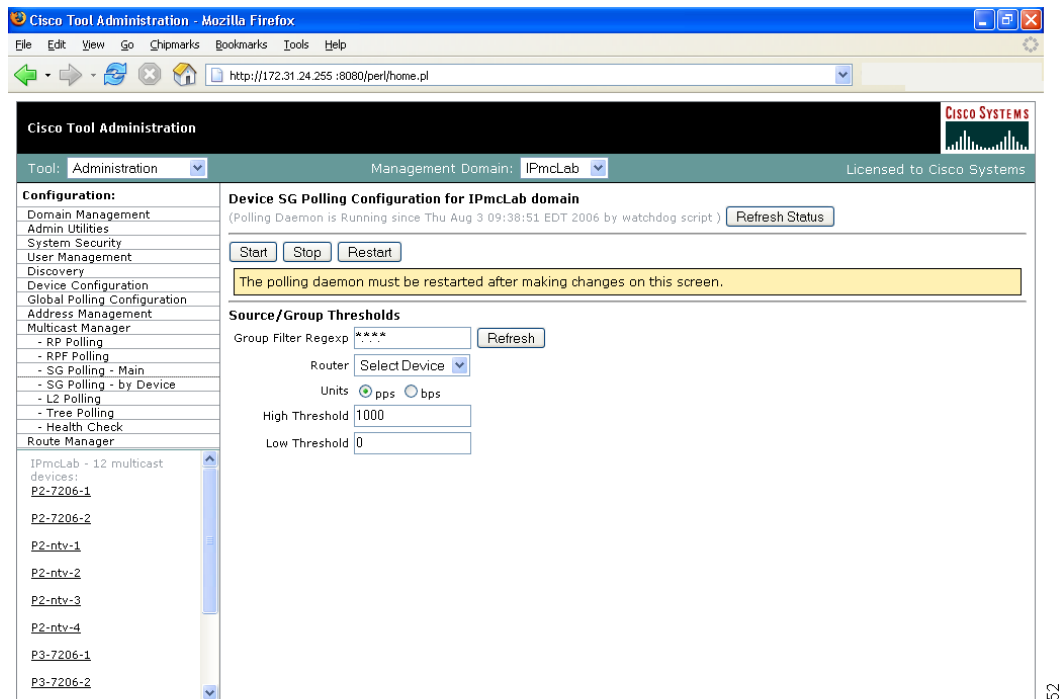 Cisco Tool Administration - Mozilla Firefox
File Edit View Go Chipmarks Bookmarks Tools Help
http://172.31.24.255 :8080/perl/home.pl
Cisco Tool Administration
CISCO SYSTEMS
Tool: Administration Management Domain: IPmcLab Licensed to Cisco Systems
Configuration:
Domain Management
Admin Utilities
System Security
User Management
Discovery
Device Configuration
Global Polling Configuration
Address Management
Multicast Manager
- RP Polling
- RPF Polling
- SG Polling - Main
- SG Polling - by Device
- L2 Polling
- Tree Polling
- Health Check
Route Manager
IPmcLab - 12 multicast
devices:
P2-7206-1
P2-7206-2
P2-ntv-1
P2-ntv-2
P2-ntv-3
P2-ntv-4
P3-7206-1
P3-7206-2
Device SG Polling Configuration for IPmcLab domain
(Polling Daemon is Running since Thu Aug 3 09:38:51 EDT 2006 by watchdog script ) Refresh Status
Start Stop Restart
The polling daemon must be restarted after making changes on this screen.
Source/Group Thresholds
Group Filter Regexp *.*.*.* Refresh
Router Select Device
Units pps bps
High Threshold 1000
Low Threshold 0